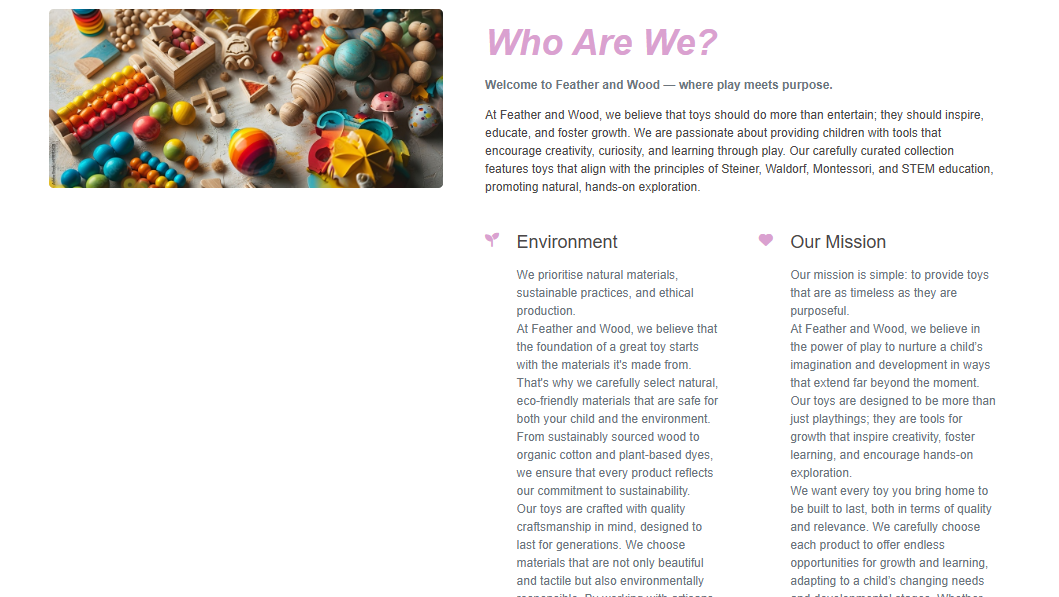 Who Are We?
Welcome to Feather and Wood — where play meets purpose.
At Feather and Wood, we believe that toys should do more than entertain; they should inspire,
educate, and foster growth. We are passionate about providing children with tools that
encourage creativity, curiosity, and learning through play. Our carefully curated collection
features toys that align with the principles of Steiner, Waldorf, Montessori, and STEM education,
promoting natural, hands-on exploration.
Environment
We prioritise natural materials,
sustainable practices, and ethical
production.
At Feather and Wood, we believe that
the foundation of a great toy starts
with the materials it's made from.
That's why we carefully select natural,
eco-friendly materials that are safe for
both your child and the environment.
From sustainably sourced wood to
organic cotton and plant-based dyes,
we ensure that every product reflects
our commitment to sustainability.
Our toys are crafted with quality
craftsmanship in mind, designed to
last for generations. We choose
materials that are not only beautiful
and tactile but also environmentally
responsible. By working with artisans
Our Mission
Our mission is simple: to provide toys
that are as timeless as they are
purposeful.
At Feather and Wood, we believe in
the power of play to nurture a child's
imagination and development in ways
that extend far beyond the moment.
Our toys are designed to be more than
just playthings; they are tools for
growth that inspire creativity, foster
learning, and encourage hands-on
exploration.
We want every toy you bring home to
be built to last, both in terms of quality
and relevance. We carefully choose
each product to offer endless
opportunities for growth and learning,
adapting to a child's changing needs
and developmental stages. Whether